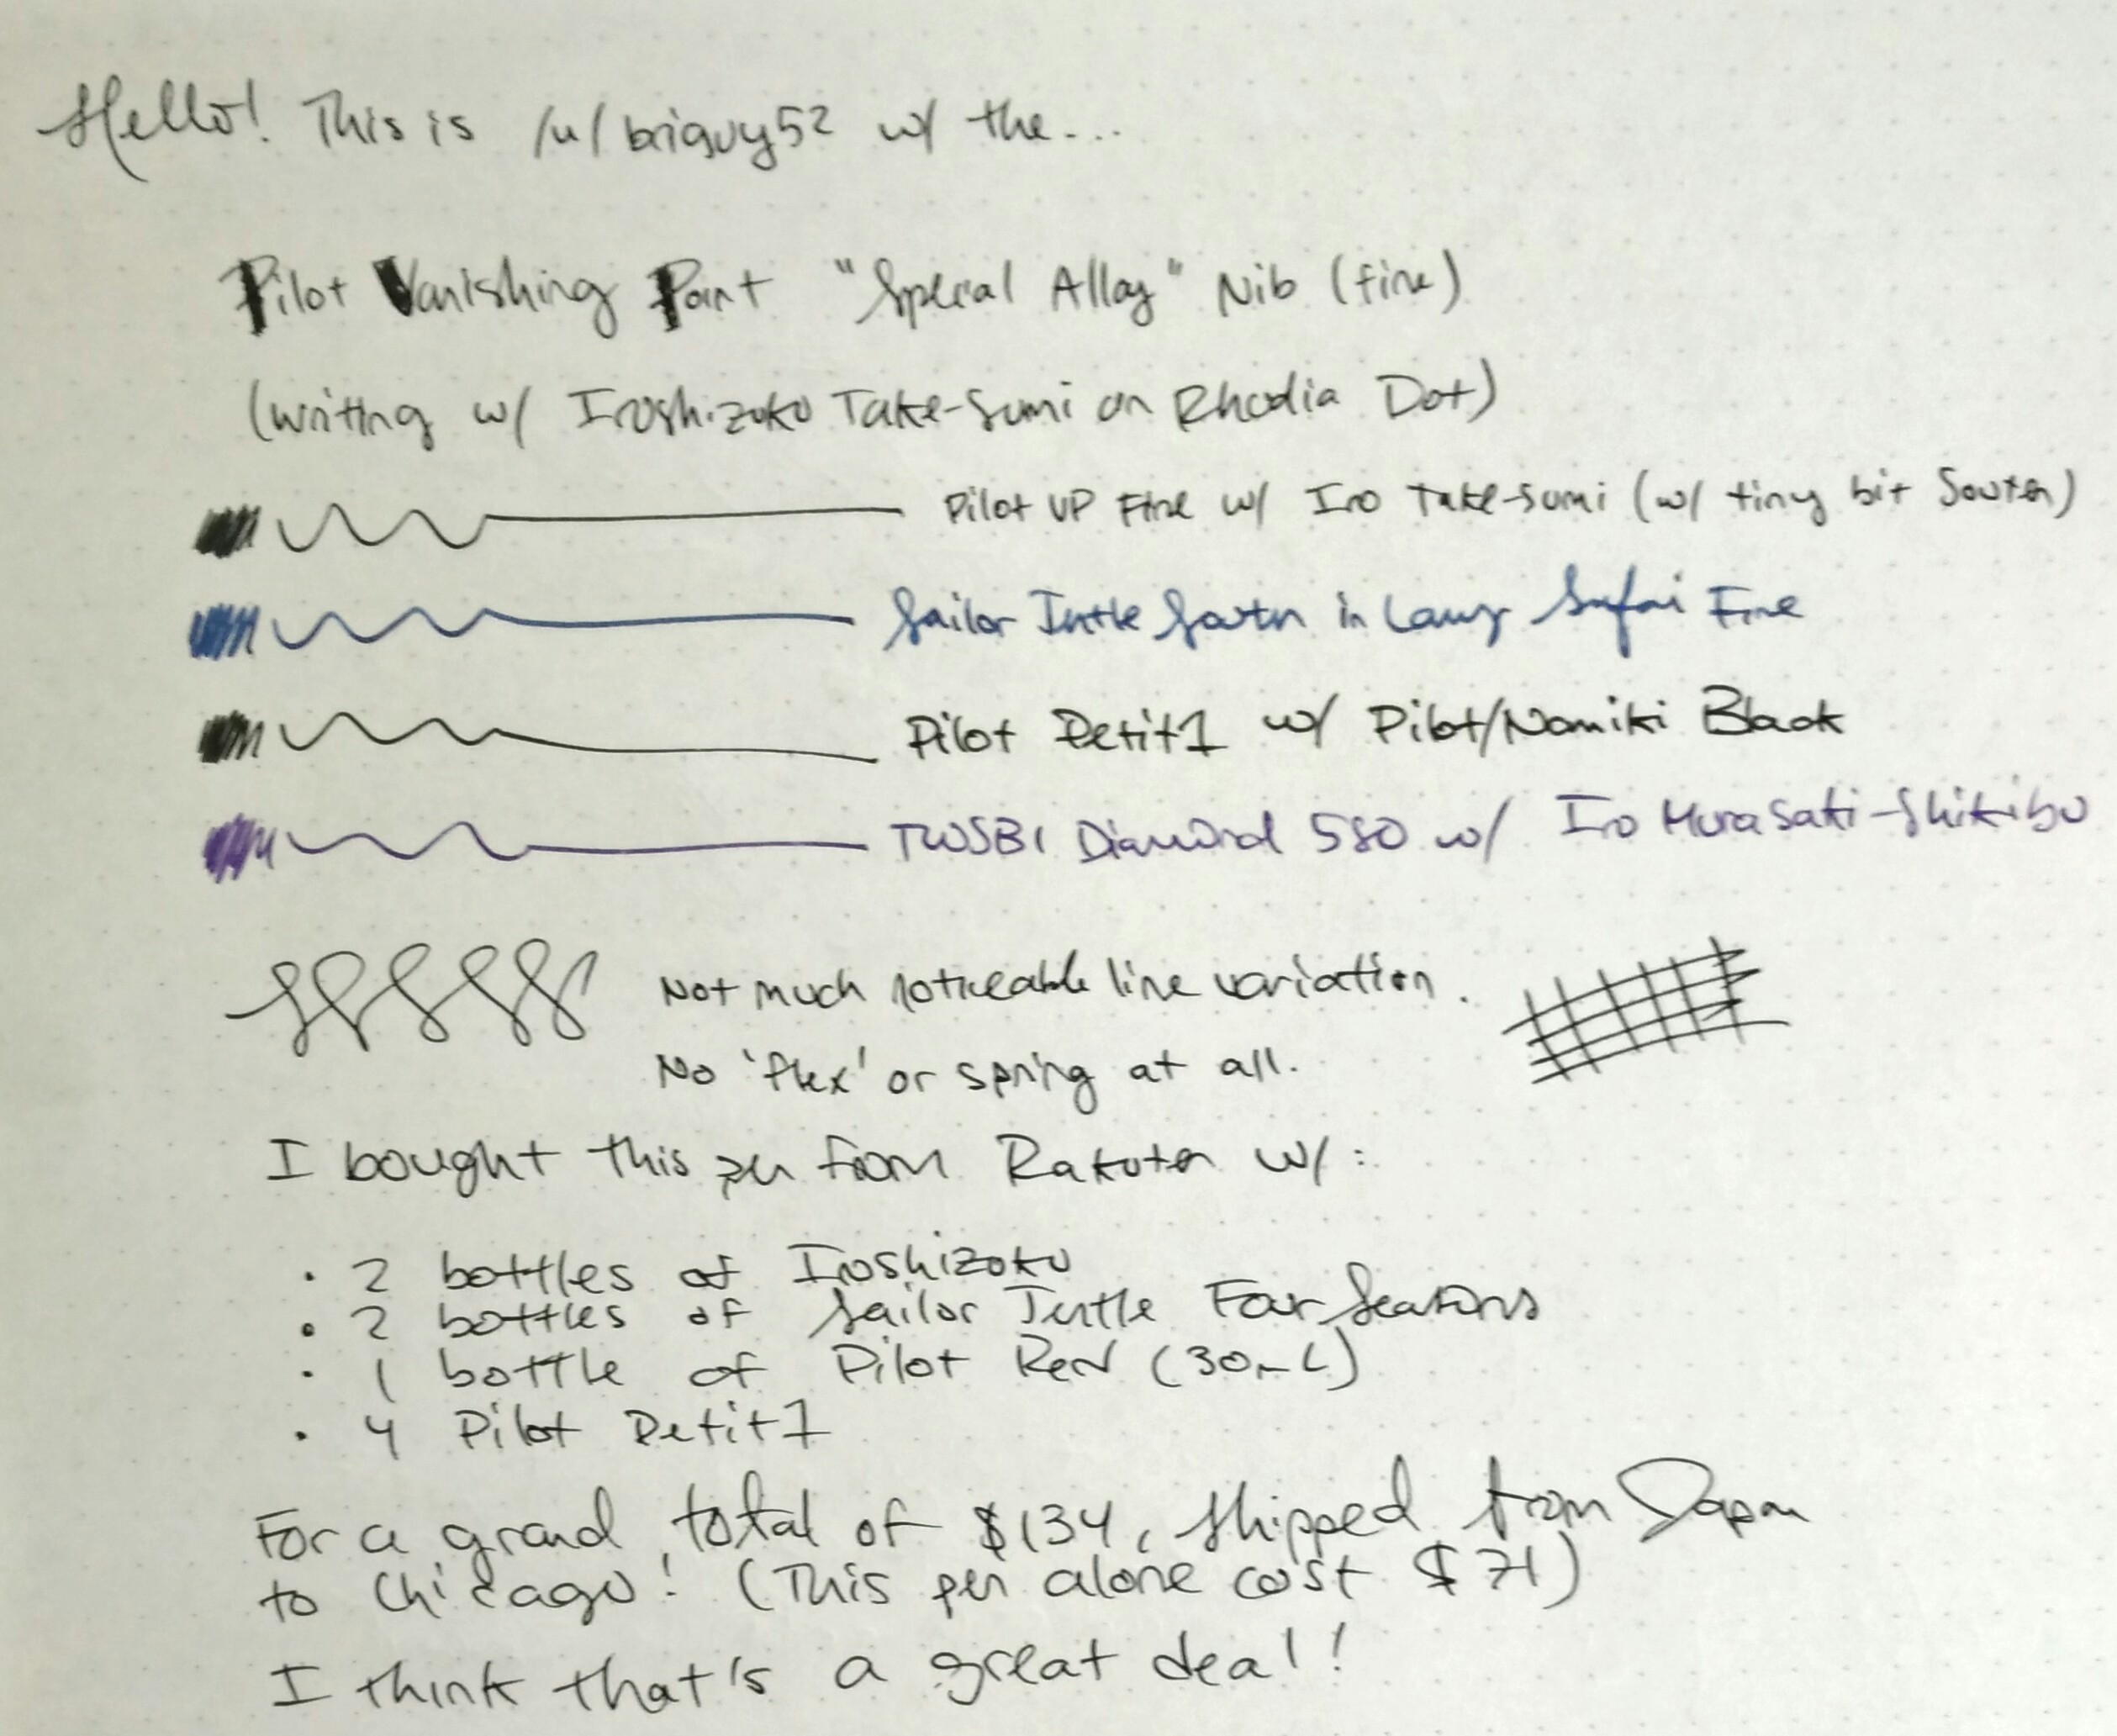 Hello! This is /u/briguy52 w/ the....
Pilot Vanishing Point "Special Alloy" Nib (fine)
(writing w/ Iroshizuku Take-Sumi on Rhodia Dot)
Pilot VP Fine w/ Iro Take-sumi (w/ tiny bit Souten)
Sailor Jentle Souten in Lamy Safari Fine
Pilot Petit1 w/ Pilot/Namiki Black
TWSBI Diamond 580 w/ Iro Murasaki-Shikibu
Not much noticeable line variation.
No 'flex' or spring at all.
I bought this pen from Rakuten w/:
· 2 bottles of Iroshizuku
· 2 bottles of Sailor Jentle Four Seasons
· 1 bottle of Pilot Red (30mL)
· 4 Pilot Petit1
For a grand total of $134, shipped from Japan
to Chicago! (This pen alone cost $71)
I think that's a great deal!